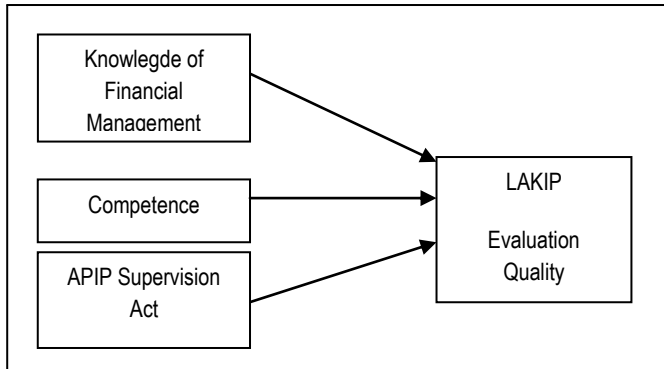 Knowlegde of
Financial
Management
LAKIP
Evaluation
Quality
Competence
APIP Supervision
Act